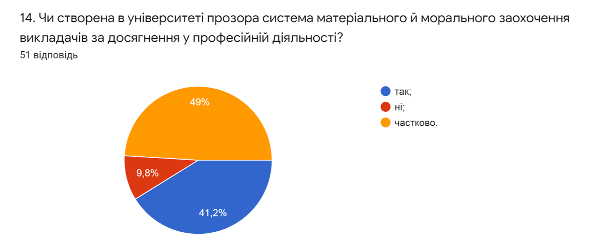 14. Чи створена в університеті прозора система матеріального й морального заохочення
викладачів за досягнення у професійній діяльності?
51 відповідь
49%
9,8%
41,2%
так;
ні;
частково.